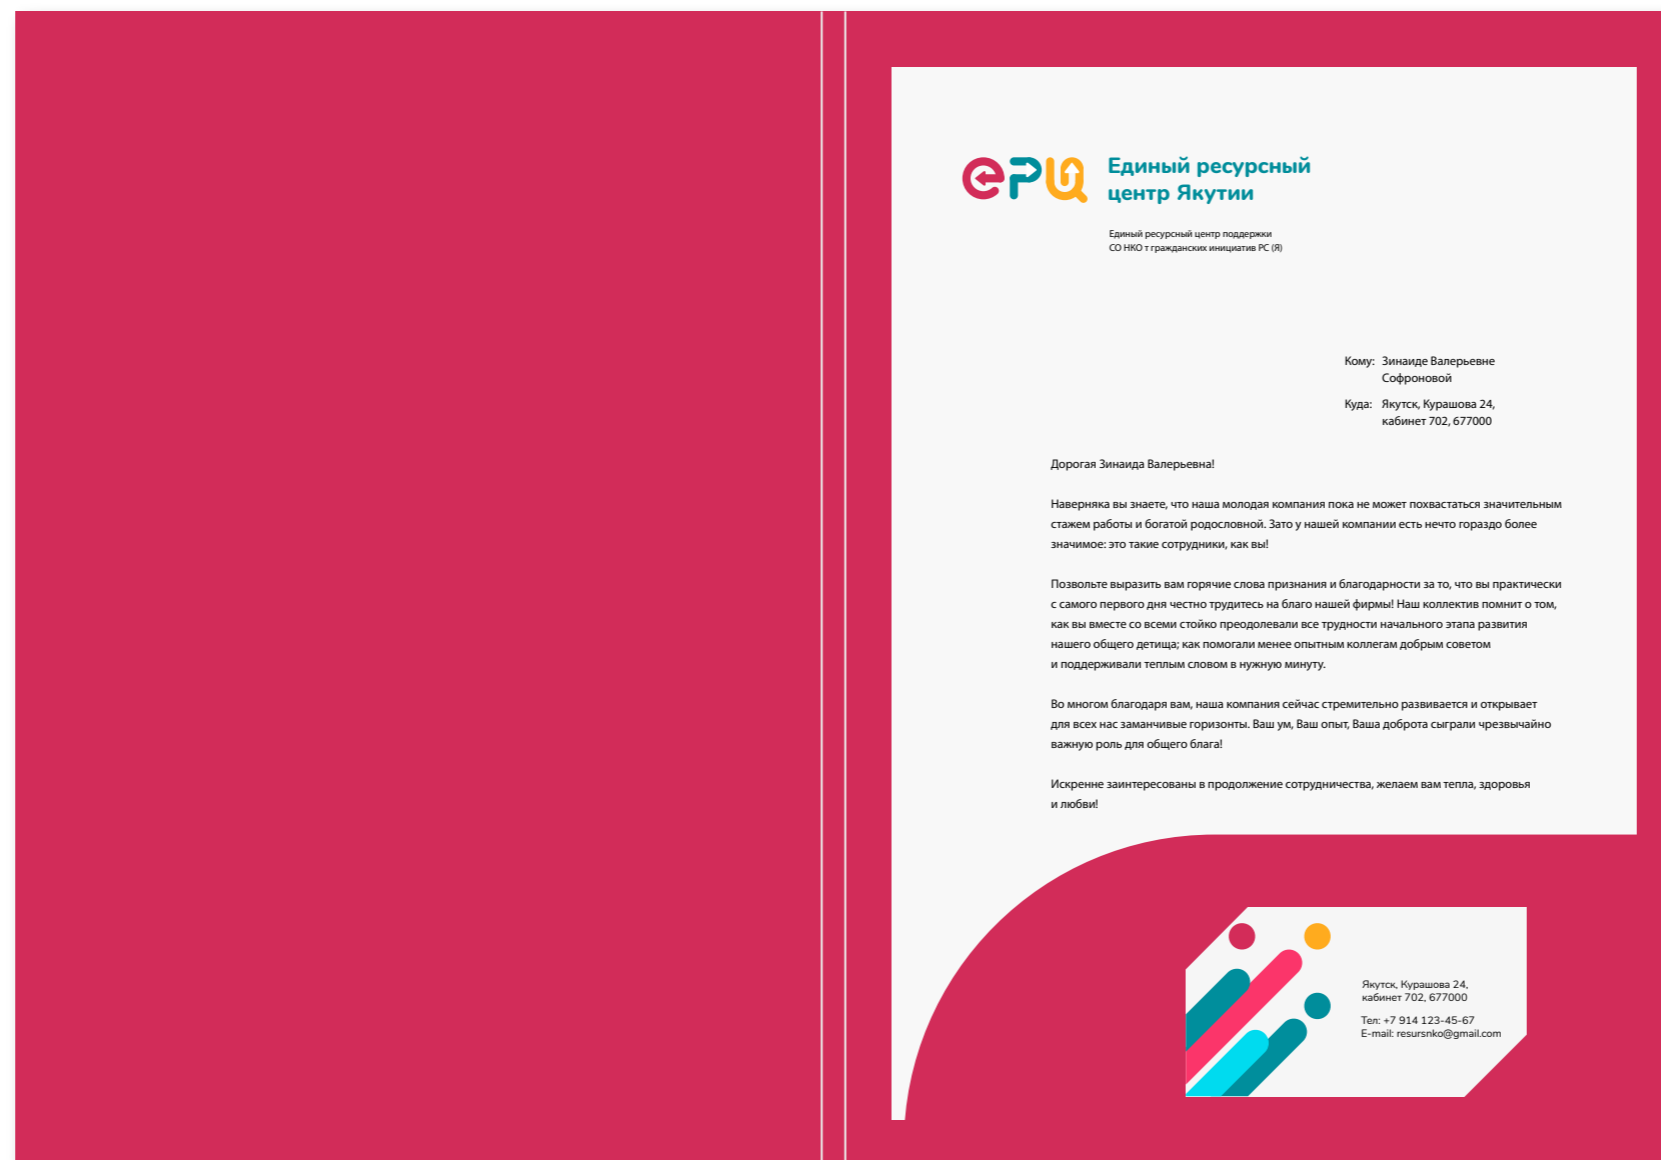 еРЦ Единый ресурсный
центр Якутии
Единый ресурсный центр поддержки
СО НКО т гражданских инициатив РС (Я)
Кому: Зинаиде Валерьевне
Софроновой
Куда: Якутск, Курашова 24,
кабинет 702, 677000
Дорогая Зинаида Валерьевна!
Наверняка вы знаете, что наша молодая компания пока не может похвастаться значительным
стажем работы и богатой родословной. Зато у нашей компании есть нечто гораздо более
значимое: это такие сотрудники, как вы!
Позвольте выразить вам горячие слова признания и благодарности за то, что вы практически
с самого первого дня честно трудитесь на благо нашей фирмы! Наш коллектив помнит о том,
как вы вместе со всеми стойко преодолевали все трудности начального этапа развития
нашего общего детища; как помогали менее опытным коллегам добрым советом
и поддерживали теплым словом в нужную минуту.
Во многом благодаря вам, наша компания сейчас стремительно развивается и открывает
для всех нас заманчивые горизонты. Ваш ум, Ваш опыт, Ваша доброта сыграли чрезвычайно
важную роль для общего блага!
Искренне заинтересованы в продолжение сотрудничества, желаем вам тепла, здоровья
и любви!
Якутск, Курашова 24,
кабинет 702, 677000
Тел: +7 914 123-45-67
E-mail: resursnko@gmail.com